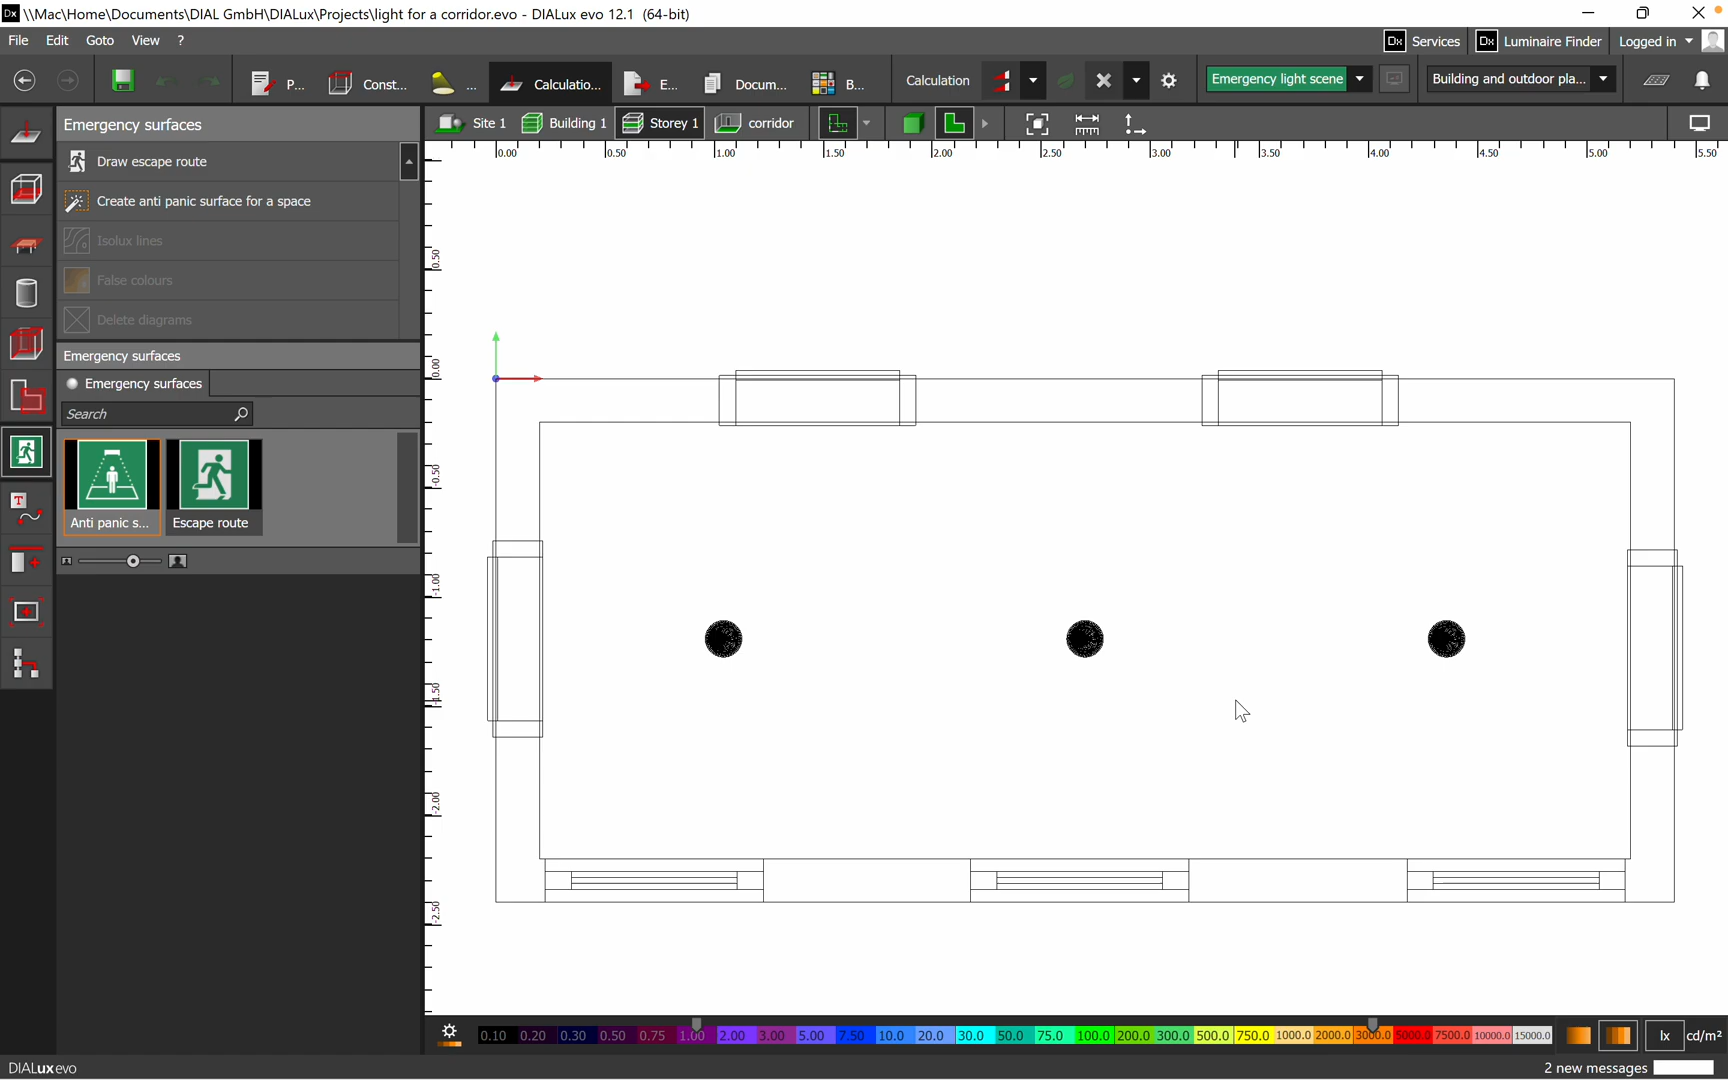 \\Mac\Home\Documents\DIAL GmbH\DIALux\Projects\light for a corridor.evo - DIALux evo 12.1 (64-bit)
File Edit Goto View ?
Dx Services Dx Luminaire Finder Logged in
P... Const... ... Calculatio... E... Docum... B... Calculation Emergency light scene Building and outdoor pla...
Emergency surfaces
Site 1 Building 1 Storey 1 corridor
Draw escape route
Create anti panic surface for a space
Isolux lines
False colours
Delete diagrams
Emergency surfaces
Emergency surfaces
Search
Anti panic s... Escape route
0.00 0.50 1.00 1.50 2.00 2.50 3.00 3.50 4.00 4.50 5.00 5.50
0.50
0.00
-0.50
-1.00
-1.50
-2.00
-2.50
0.10 0.20 0.30 0.50 0.75 1.00 2.00 3.00 5.00 7.50 10.0 20.0 30.0 50.0 75.0 100.0 200.0 300.0 500.0 750.0 1000.0 2000.0 3000.0 5000.0 7500.0 10000.0 15000.0 lx cd/m²
DIALux evo
2 new messages